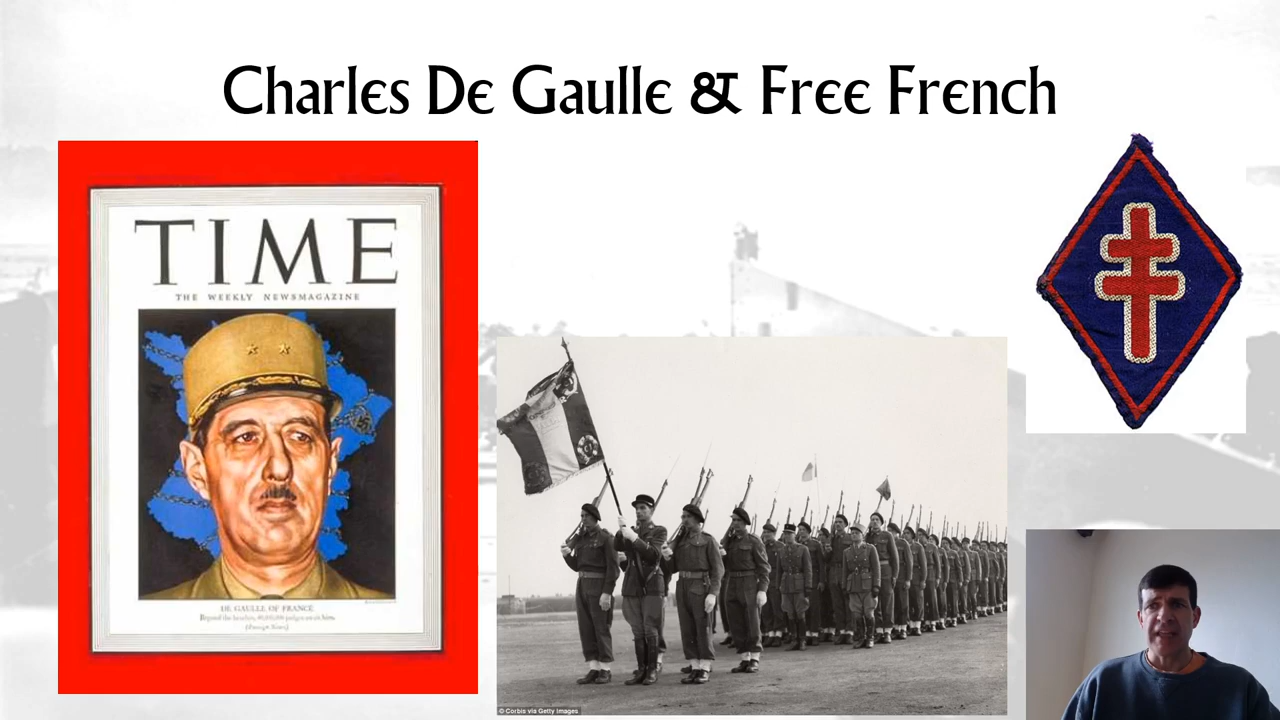 Charles De Gaulle & Free French
TIME
THE WEEKLY NEWSMAGAZINE
DE GAULLE OF FRANCE
© Corbis via Getty Images